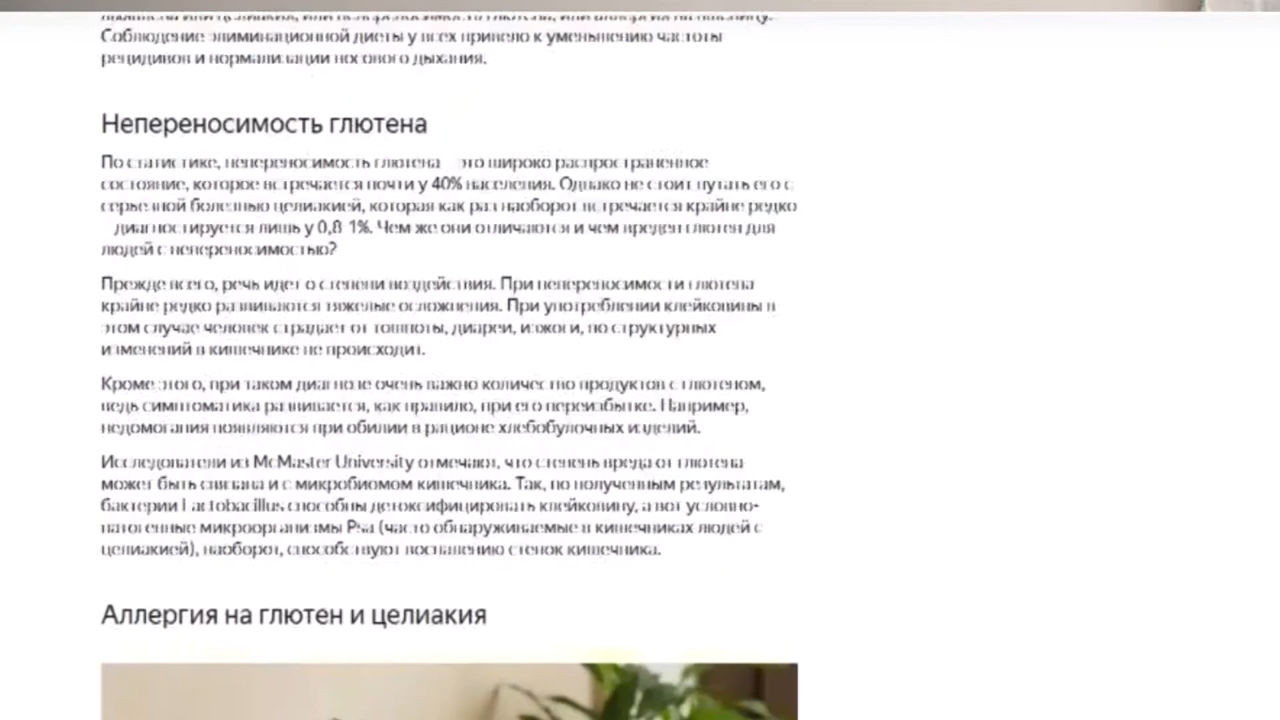 Соблюдение элиминационной диеты у всех привело к уменьшению частоты
рецидивов и нормализации носового дыхания.
Непереносимость глютена
По статистике, непереносимость глютена это широко распространенное
состояние, которое встречается почти у 40% населения. Однако не стоит путать его с
серьезной болезнью целиакией, которая как раз наоборот встречается крайне редко
диагностируется лишь у 0,8 1%. Чем же они отличаются и чем вреден глютен для
людей с непереносимостью?
Прежде всего, речь идет о степени воздействия. При непереносимости глютена
крайне редко развиваются тяжелые осложнения. При употреблении клейковины в
этом случае человек страдает от тошноты, диареи, изжоги, но структурных
изменений в кишечнике не происходит.
Кроме этого, при таком диагнозе очень важно количество продуктов с глютеном,
ведь симптоматика развивается, как правило, при его переизбытке. Например,
недомогания появляются при обилии в рационе хлебобулочных изделий.
Исследователи из McMaster University отмечают, что степень вреда от глютена
может быть связана и с микробиомом кишечника. Так, по полученным результатам,
бактерии Lactobacillus способны детоксифицировать клейковину, а вот условно-
патогенные микроорганизмы Psa (часто обнаруживаемые в кишечниках людей с
целиакией), наоборот, способствуют воспалению стенок кишечника.
Аллергия на глютен и целиакия